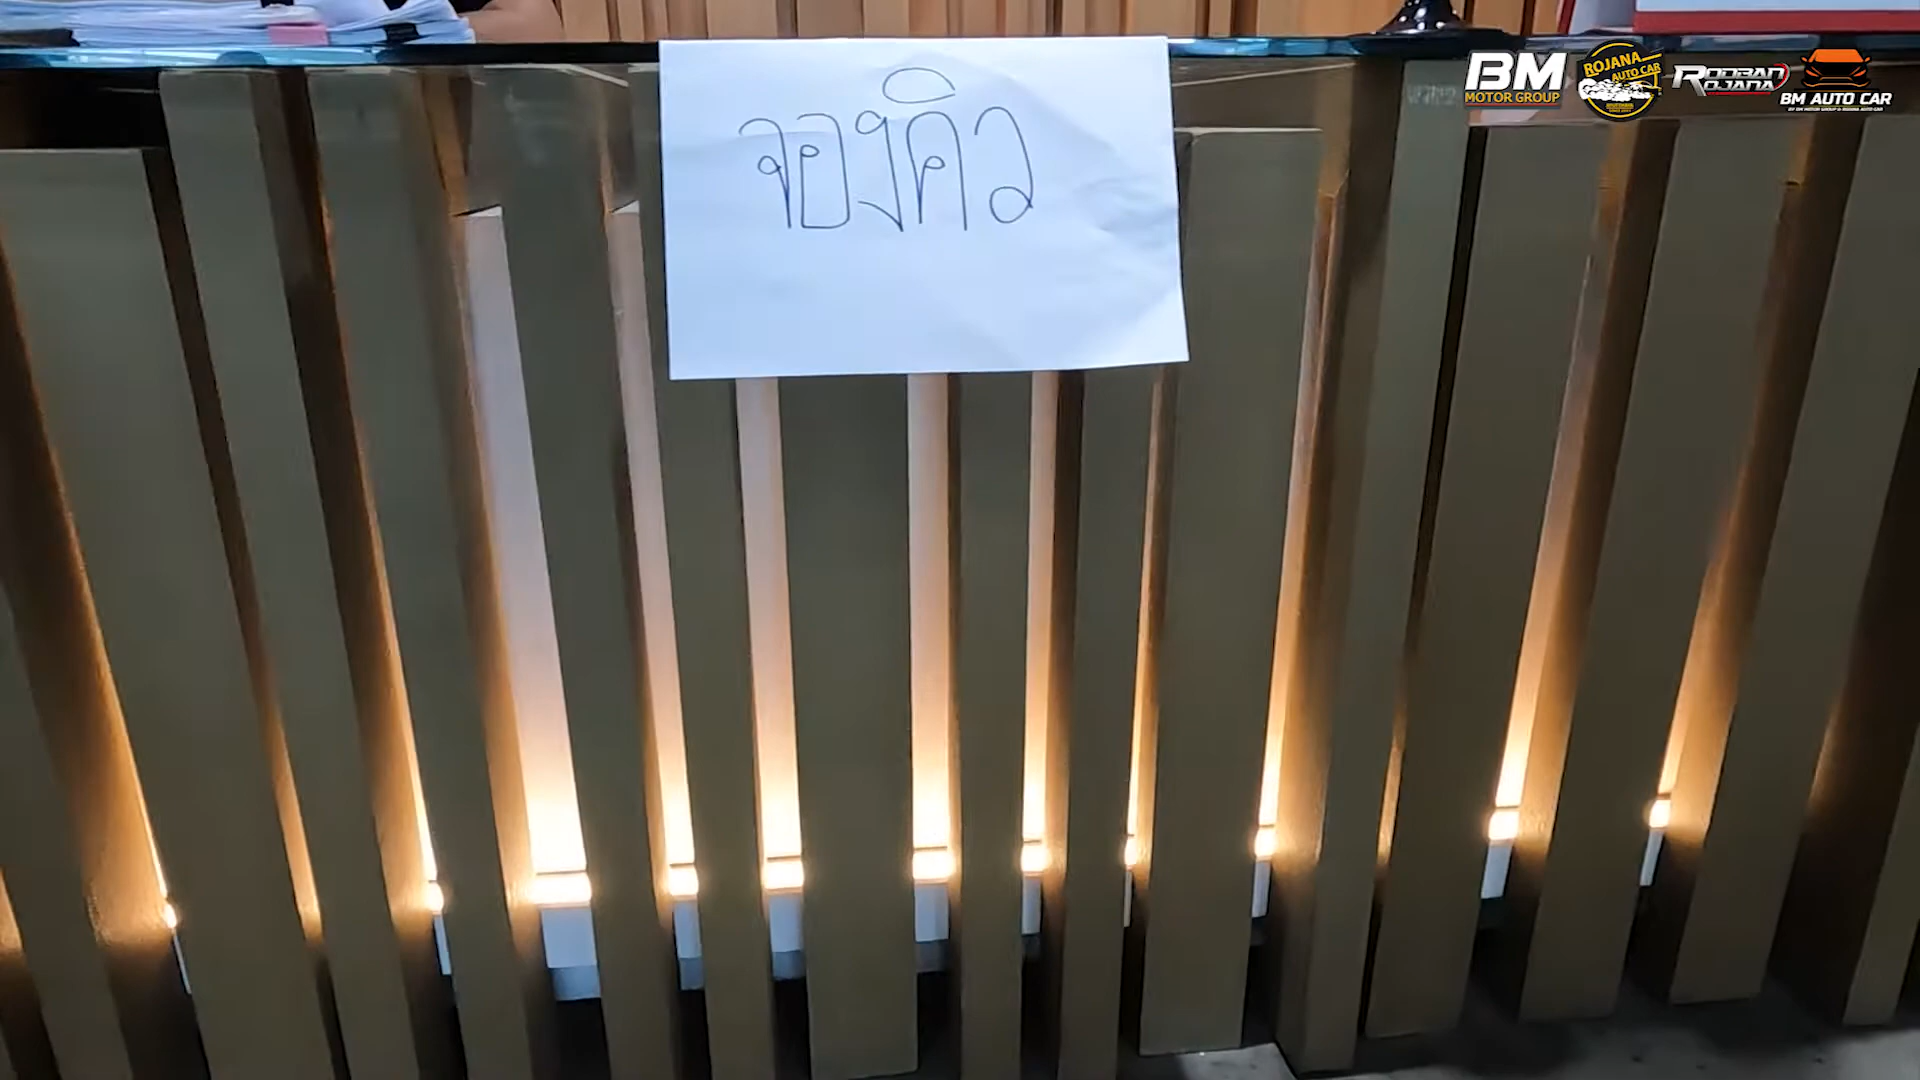 จองคิว
BM
MOTOR GROUP
ROJANA
AUTO CAR
ROJANA
BM AUTO CAR